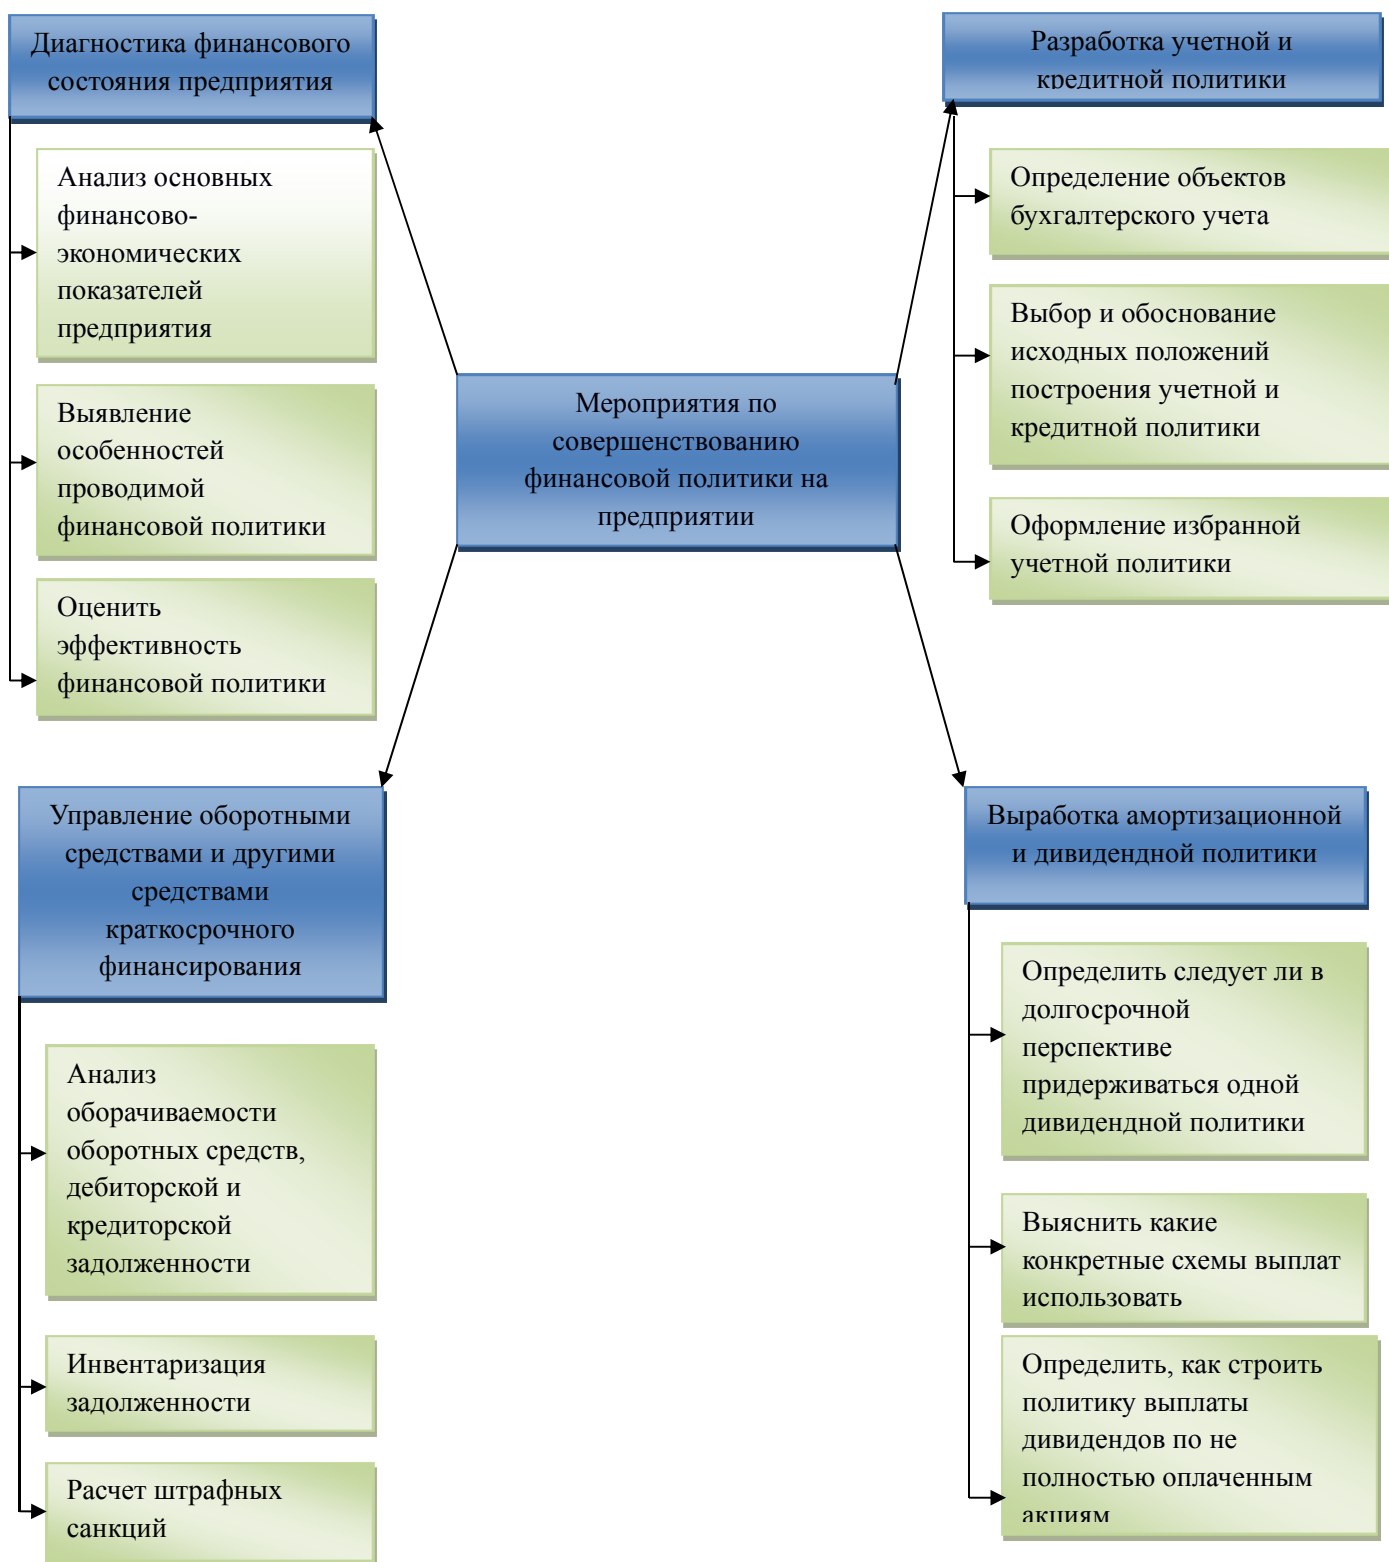 Диагностика финансового
состояния предприятия
Анализ основных
финансово-
экономических
показателей
предприятия
Выявление
особенностей
проводимой
финансовой политики
Оценить
эффективность
финансовой политики
Разработка учетной и
кредитной политики
Определение объектов
бухгалтерского учета
Выбор и обоснование
исходных положений
построения учетной и
кредитной политики
Оформление избранной
учетной политики
Мероприятия по
совершенствованию
финансовой политики на
предприятии
Управление оборотными
средствами и другими
средствами
краткосрочного
финансирования
Анализ
оборачиваемости
оборотных средств,
дебиторской и
кредиторской
задолженности
Инвентаризация
задолженности
Расчет штрафных
санкций
Выработка амортизационной
и дивидендной политики
Определить следует ли в
долгосрочной
перспективе
придерживаться одной
дивидендной политики
Выяснить какие
конкретные схемы выплат
использовать
Определить, как строить
политику выплаты
дивидендов по не
полностью оплаченным
акциям